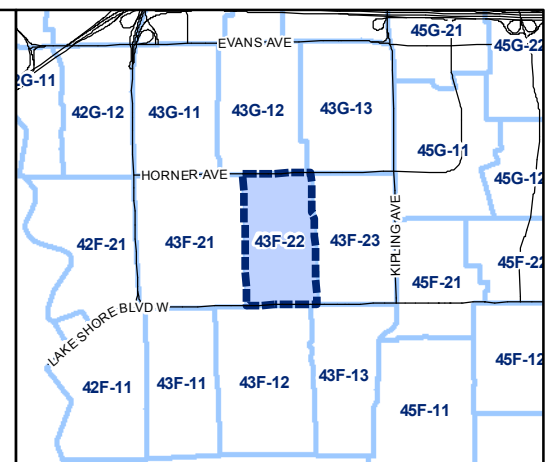 45G-21
EVANS AVE
45G-22
2G-11
42G-12
43G-11
43G-12
43G-13
45G-11
HORNER AVE
45G-12
KIPLING AVE
42F-21
43F-21
43F-22
43F-23
45F-22
45F-21
LAKE SHORE BLVD W
45F-12
42F-11
43F-11
43F-12
43F-13
45F-11